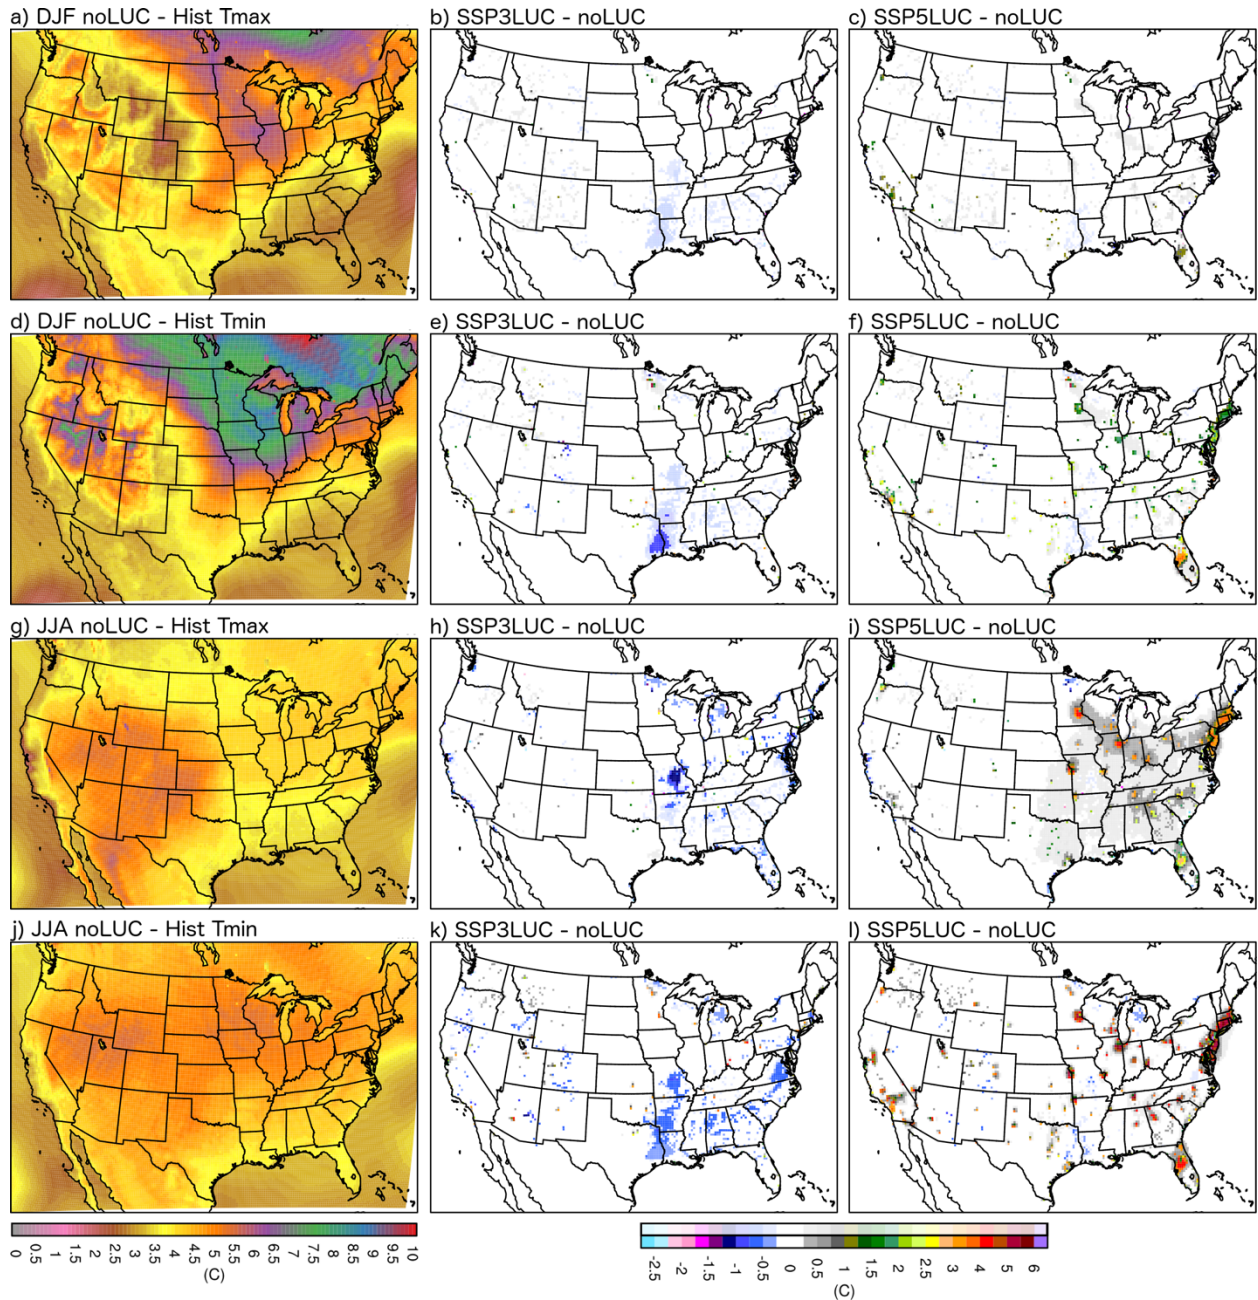 a) DJF noLUC - Hist Tmax
b) SSP3LUC - noLUC
c) SSP5LUC - noLUC
d) DJF noLUC - Hist Tmin
e) SSP3LUC - noLUC
f) SSP5LUC - noLUC
g) JJA noLUC - Hist Tmax
h) SSP3LUC - noLUC
i) SSP5LUC - noLUC
j) JJA noLUC - Hist Tmin
k) SSP3LUC - noLUC
l) SSP5LUC - noLUC
0 0.5 1.5 2 2.5 3 3.5 4 4.5 5 5.5 6 6.5 7 7.5 8 8.5 9 9.5 10
(C)
-2.5 -2 -1.5 -1 -0.5 0 0.5 1 1.5 2 2.5 3 4 5 6
(C)